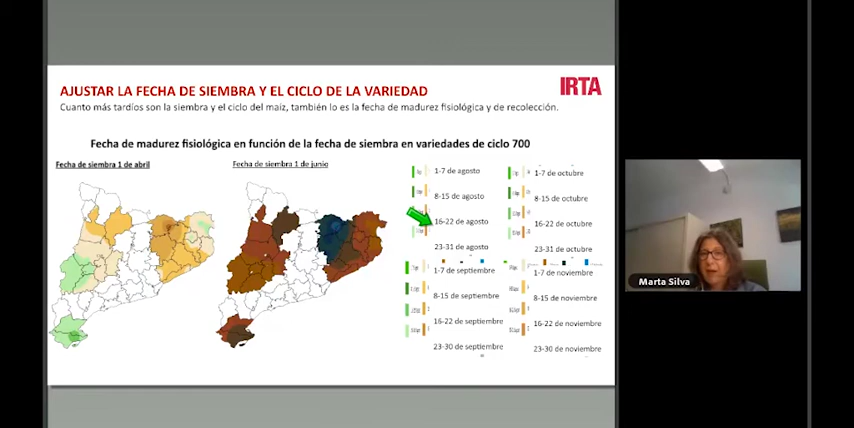 AJUSTAR LA FECHA DE SIEMBRA Y EL CICLO DE LA VARIEDAD
IRTA
Cuanto más tardíos son la siembra y el ciclo del maíz, también lo es la fecha de madurez fisiológica y de recolección.
Fecha de madurez fisiológica en función de la fecha de siembra en variedades de ciclo 700
Fecha de siembra 1 de abril
Fecha de siembra 1 de junio
1-7 de agosto
8-15 de agosto
16-22 de agosto
23-31 de agosto
1-7 de septiembre
8-15 de septiembre
16-22 de septiembre
23-30 de septiembre
1-7 de octubre
8-15 de octubre
16-22 de octubre
23-31 de octubre
1-7 de noviembre
8-15 de noviembre
16-22 de noviembre
23-30 de noviembre
Marta Silva